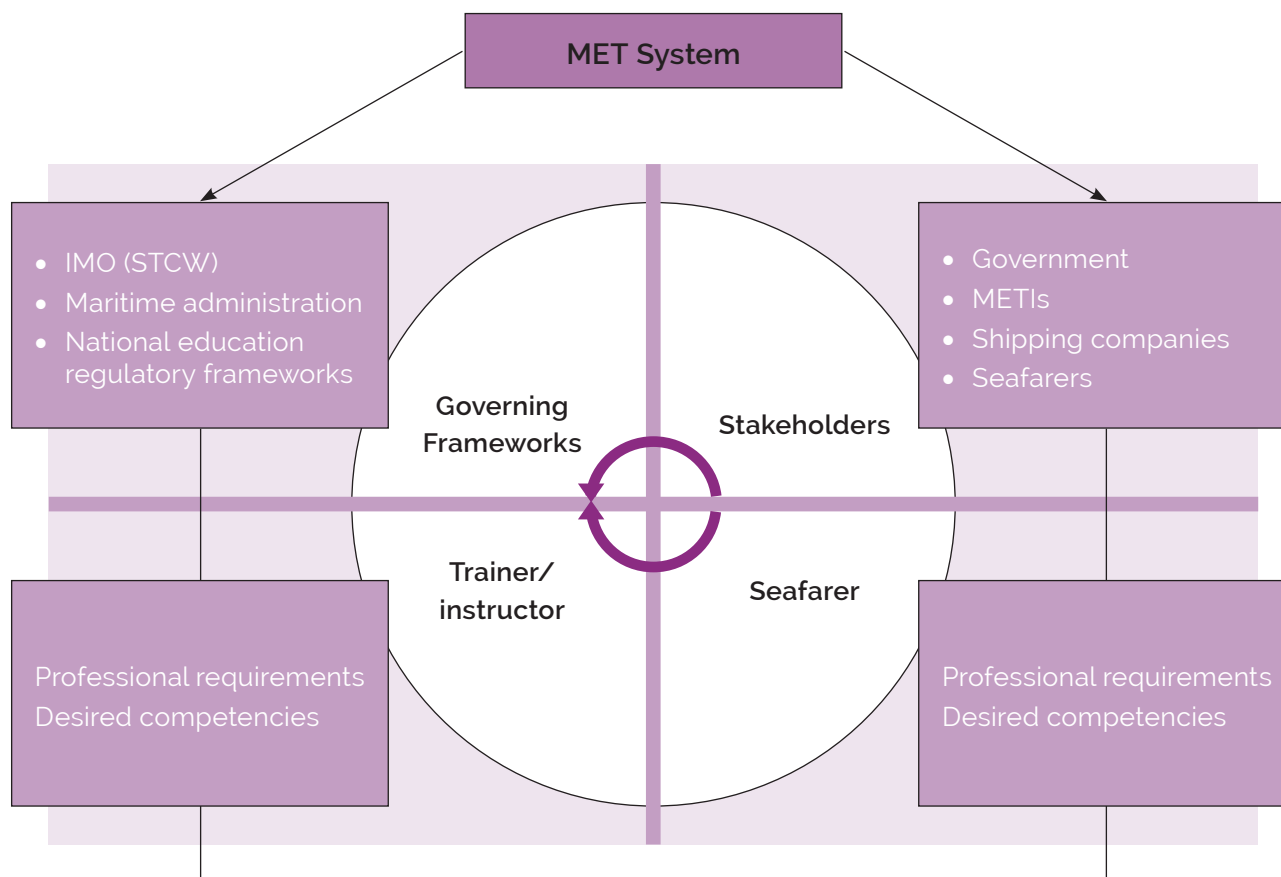 MET System
• IMO (STCW)
• Maritime administration
• National education
regulatory frameworks
• Government
• METIs
• Shipping companies
• Seafarers
Governing
Frameworks
Stakeholders
Trainer/
instructor
Seafarer
Professional requirements
Desired competencies
Professional requirements
Desired competencies